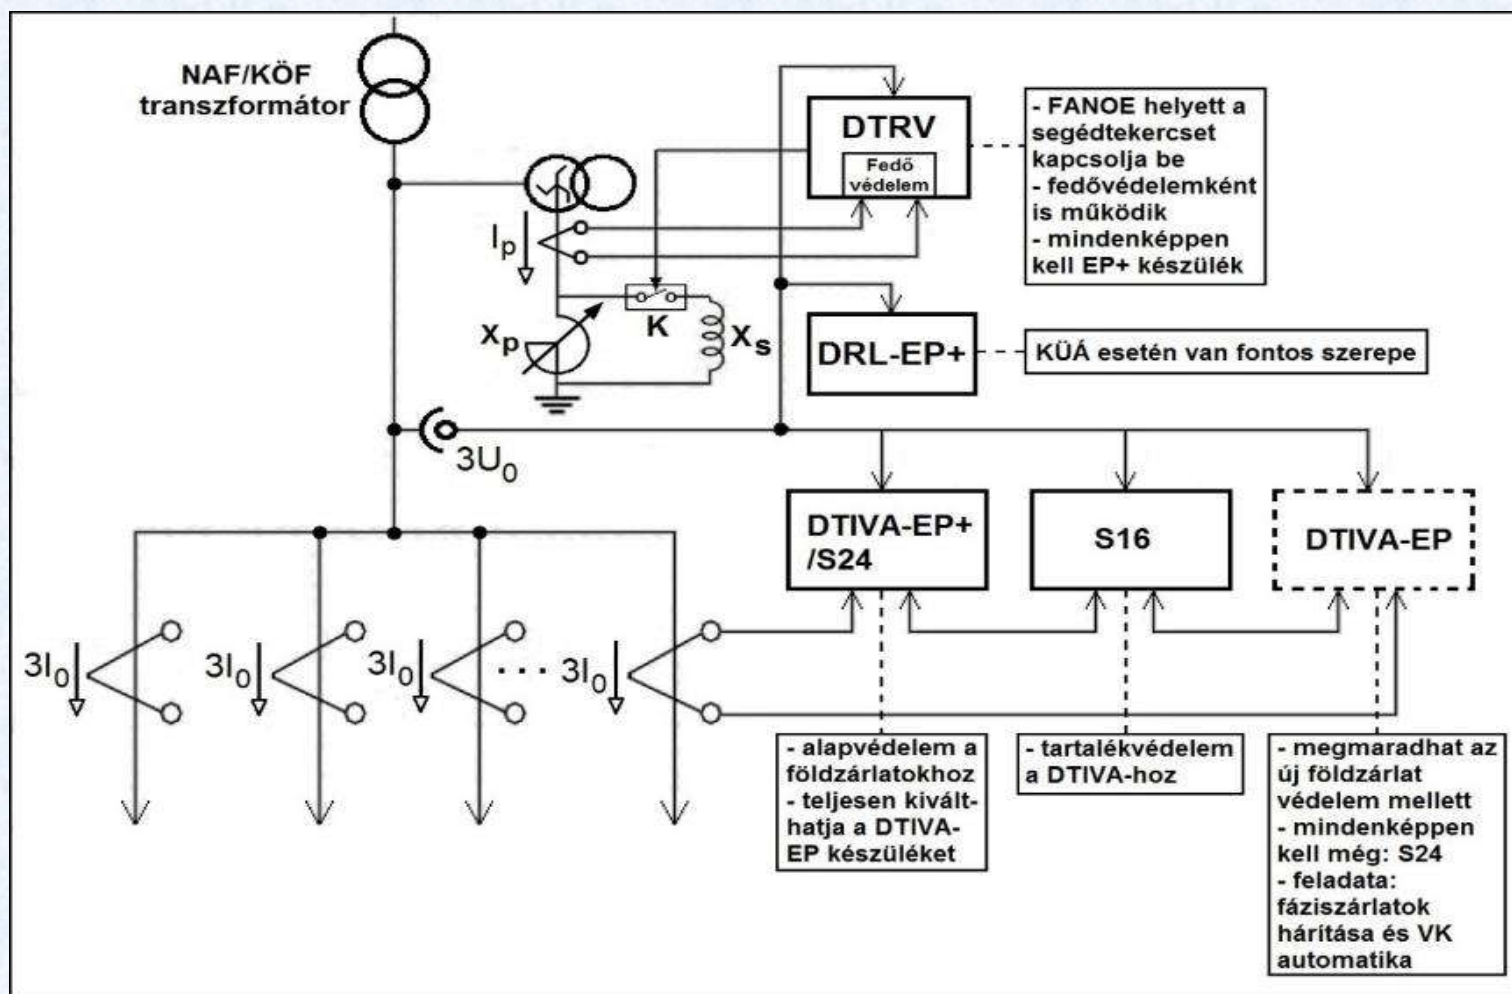 NAF/KÖF
transzformátor
DTRV
Fedő
védelem
- FANOE helyett a
segédtekercset
kapcsolja be
- fedővédelemként
is működik
- mindenképpen
kell EP+ készülék
Ip
Xp
K
Xs
DRL-EP+
KÜÁ esetén van fontos szerepe
3U0
DTIVA-EP+
/S24
S16
DTIVA-EP
3I0
3I0
3I0
. . .
3I0
- alapvédelem a
földzárlatokhoz
- teljesen kivált-
hatja a DTIVA-
EP készüléket
- tartalékvédelem
a DTIVA-hoz
- megmaradhat az
új földzárlat
védelem mellett
- mindenképpen
kell még: S24
- feladata:
fáziszárlatok
hárítása és VK
automatika